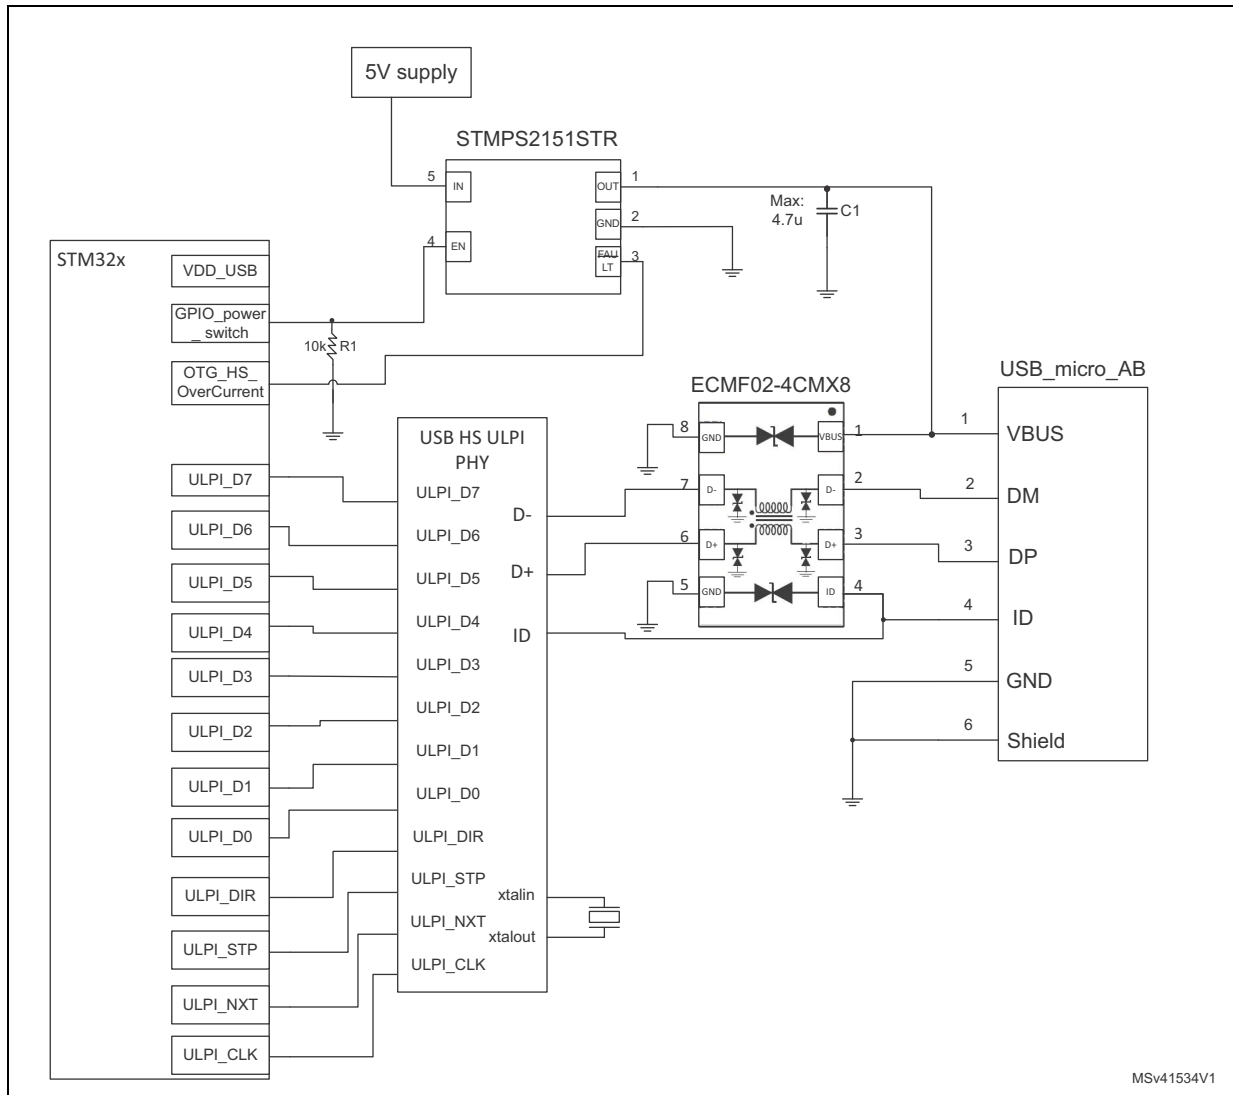 5V supply
STMPS2151STR
5
IN
OUT
1
GND
2
4
EN
FAU
LT
3
Max:
4.7u
C1
STM32x
VDD_USB
GPIO_power
_ switch
10k
R1
OTG_HS_
OverCurrent
ECMF02-4CMX8
8
GND
VBUS
1
7
D-
D-
2
6
D+
D+
3
5
GND
ID
4
USB_micro_AB
1
VBUS
2
DM
3
DP
4
ID
5
GND
6
Shield
USB HS ULPI
PHY
ULPI_D7
ULPI_D6
ULPI_D5
ULPI_D4
ULPI_D3
ULPI_D2
ULPI_D1
ULPI_D0
ULPI_DIR
ULPI_STP
ULPI_NXT
ULPI_CLK
D-
D+
ID
xtalin
xtalout
ULPI_D7
ULPI_D6
ULPI_D5
ULPI_D4
ULPI_D3
ULPI_D2
ULPI_D1
ULPI_D0
ULPI_DIR
ULPI_STP
ULPI_NXT
ULPI_CLK
MSv41534V1